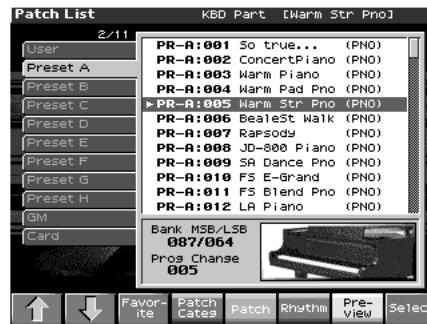 Patch List KBD Part [Warm Str Pno]
2/11
User
Preset A
Preset B
Preset C
Preset D
Preset E
Preset F
Preset G
Preset H
GM
Card
PR-A:001 So true... (PNO)
PR-A:002 ConcertPiano (PNO)
PR-A:003 Warm Piano (PNO)
PR-A:004 Warm Pad Pno (PNO)
PR-A:005 Warm Str Pno (PNO)
PR-A:006 BealeSt Walk (PNO)
PR-A:007 Rapsody (PNO)
PR-A:008 JD-800 Piano (PNO)
PR-A:009 SA Dance Pno (PNO)
PR-A:010 FS E-Grand (PNO)
PR-A:011 FS Blend Pno (PNO)
PR-A:012 LA Piano (PNO)
Bank MSB/LSB
087/064
Prog Change
005
Favor-ite Patch Categ Patch Rhythm Pre-view Selec